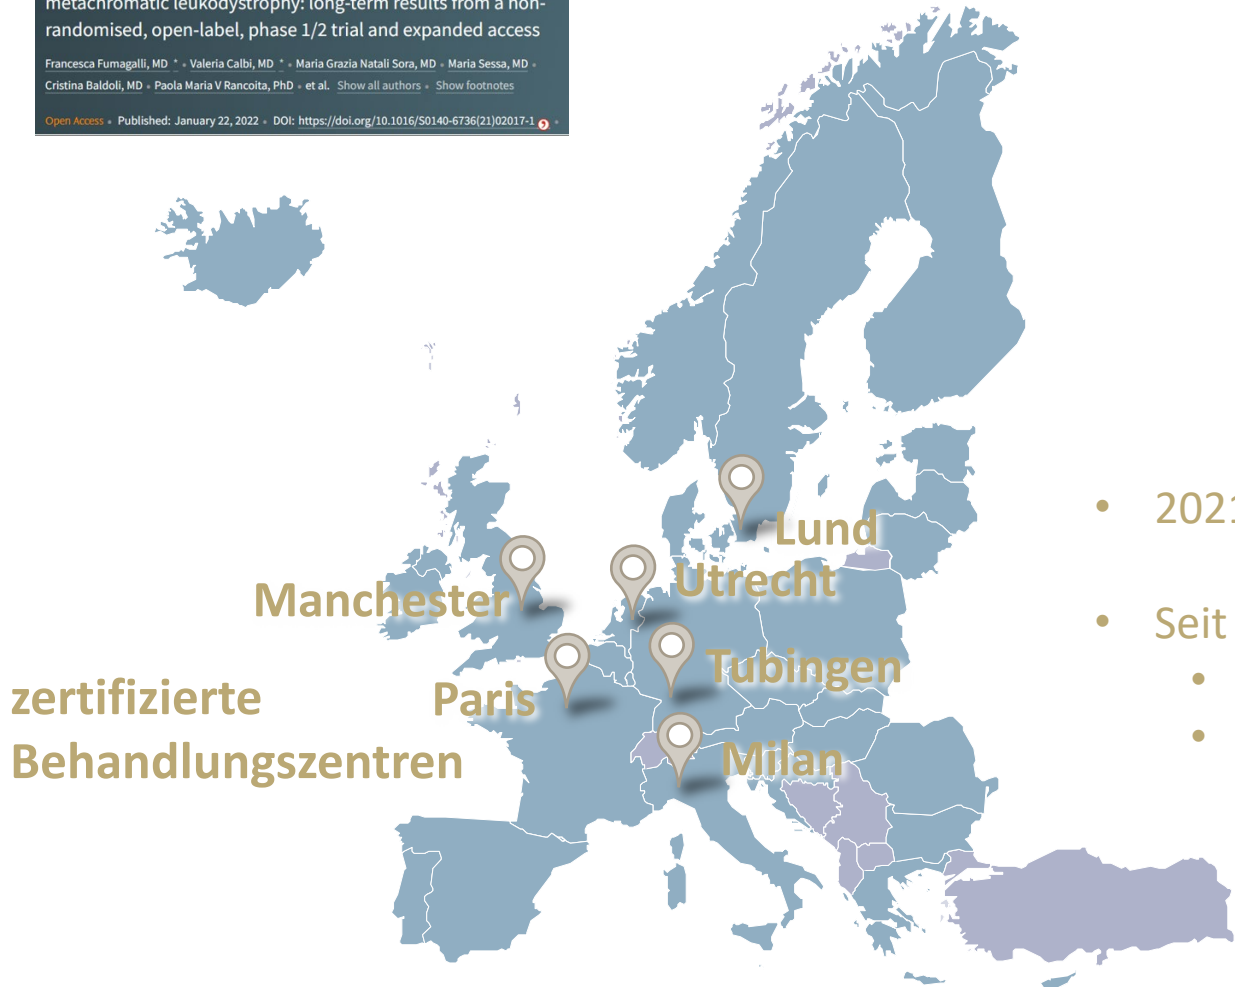 metachromatic leukodystrophy: long-term results from a non-
randomised, open-label, phase 1/2 trial and expanded access
Francesca Fumagalli, MD * • Valeria Calbi, MD * • Maria Grazia Natali Sora, MD • Maria Sessa, MD •
Cristina Baldoli, MD • Paola Maria V Rancoita, PhD • et al. Show all authors • Show footnotes
Open Access • Published: January 22, 2022 • DOI: https://doi.org/10.1016/S0140-6736(21)02017-1 •
Lund
Utrecht
Manchester
Tubingen
Paris
Milan
zertifizierte
Behandlungszentren
• 2021
• Seit
•
•